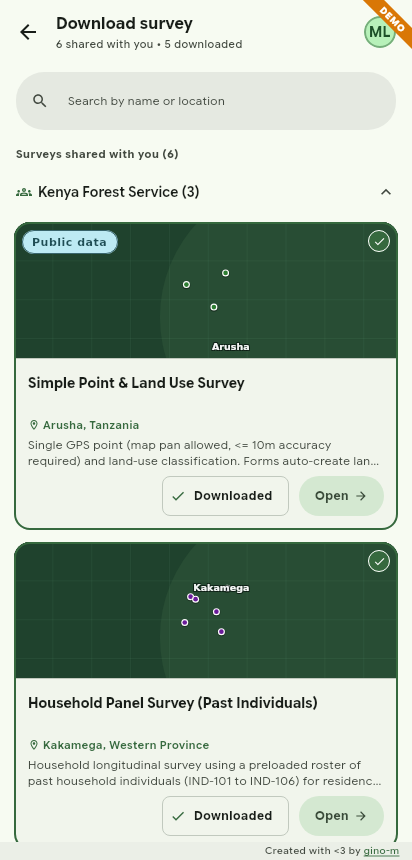 Download survey
6 shared with you • 5 downloaded
ML
DEMO
Search by name or location
Surveys shared with you (6)
Kenya Forest Service (3)
Public data
Arusha
Simple Point & Land Use Survey
Arusha, Tanzania
Single GPS point (map pan allowed, <= 10m accuracy
required) and land-use classification. Forms auto-create lan...
Downloaded
Open
Kakamega
Household Panel Survey (Past Individuals)
Kakamega, Western Province
Household longitudinal survey using a preloaded roster of
past household individuals (IND-101 to IND-106) for residenc...
Downloaded
Open
Created with <3 by gino-m